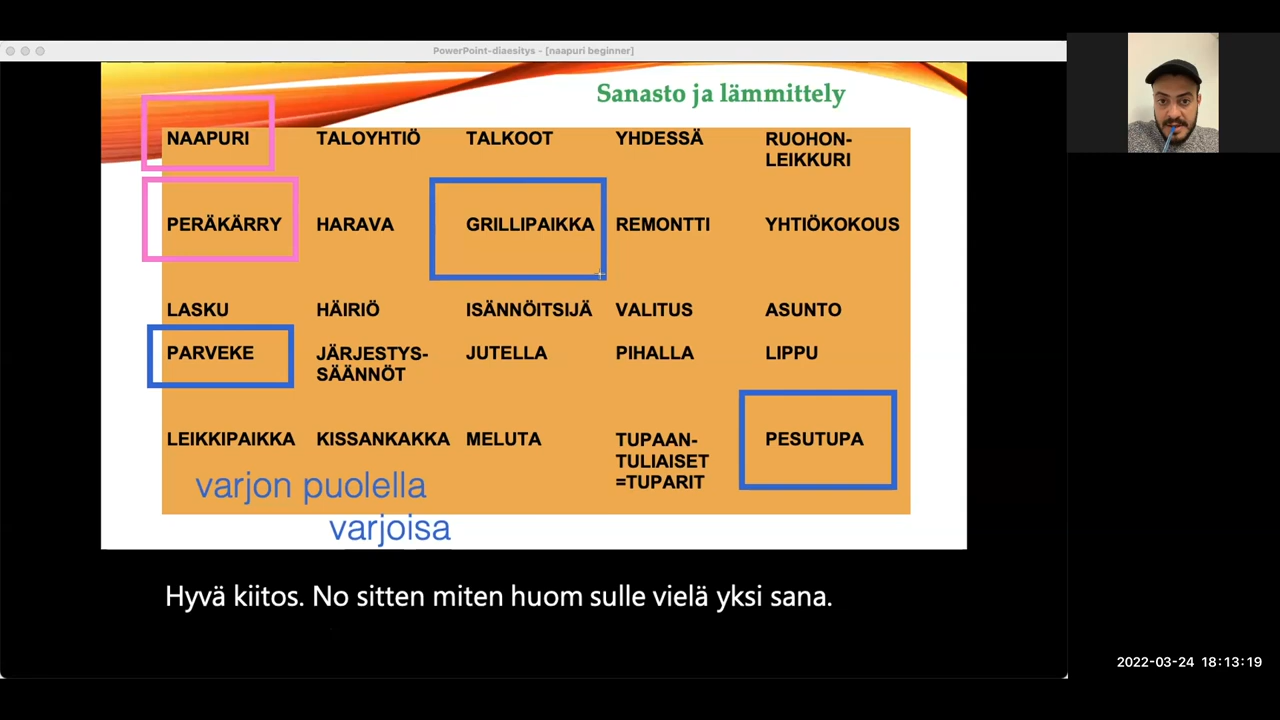 PowerPoint-diaesitys - [naapuri beginner]
Sanasto ja lämmittely
NAAPURI TALOYHTIÖ TALKOOT YHDESSÄ RUOHON-
LEIKKURI
PERÄKÄRRY HARAVA GRILLIPAIKKA REMONTTI YHTIÖKOKOUS
LASKU HÄIRIÖ ISÄNNÖITSIJÄ VALITUS ASUNTO
PARVEKE JÄRJESTYS- JUTELLA PIHALLA LIPPU
SÄÄNNÖT
LEIKKIPAIKKA KISSANKAKKA MELUTA TUPAAN- PESUTUPA
TULIAISET
=TUPARIT
varjon puolella
varjoisa
Hyvä kiitos. No sitten miten huom sulle vielä yksi sana.
2022-03-24 18:13:19